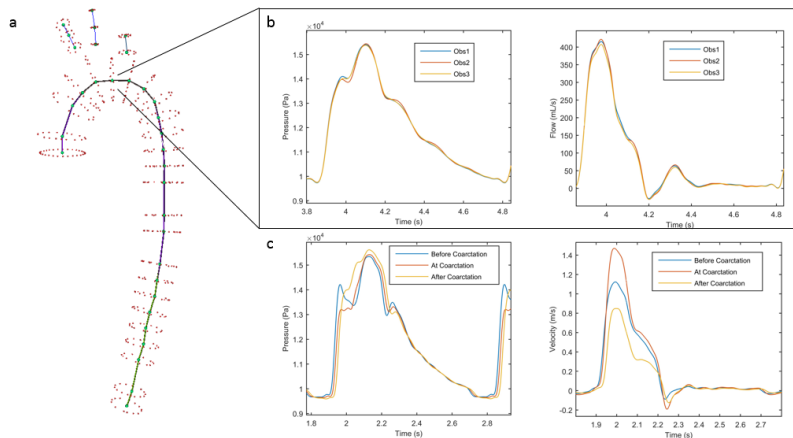 a
b
×10⁴
1.6
1.5
1.4
1.3
1.2
1.1
1
0.9
Pressure (Pa)
3.8 4 4.2 4.4 4.6 4.8
Time (s)
Obs1
Obs2
Obs3
400
350
300
250
200
150
100
50
0
Flow (mL/s)
4 4.2 4.4 4.6 4.8
Time (s)
Obs1
Obs2
Obs3
c
×10⁴
1.6
1.5
1.4
1.3
1.2
1.1
1
0.9
Pressure (Pa)
1.8 2 2.2 2.4 2.6 2.8
Time (s)
Before Coarctation
At Coarctation
After Coarctation
1.4
1.2
1
0.8
0.6
0.4
0.2
0
-0.2
Velocity (m/s)
1.9 2 2.1 2.2 2.3 2.4 2.5 2.6 2.7
Time (s)
Before Coarctation
At Coarctation
After Coarctation